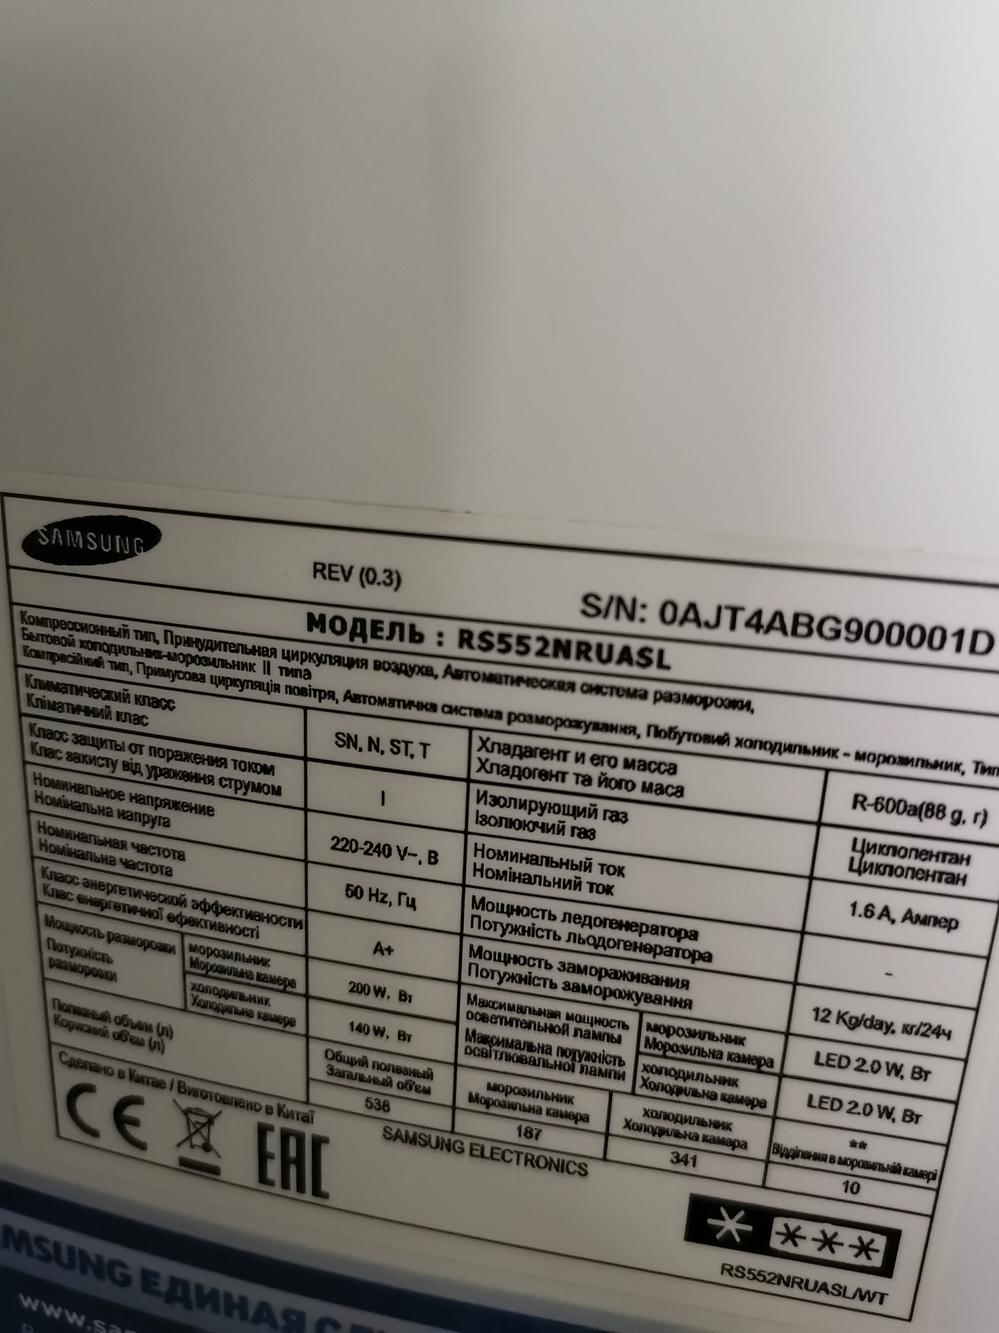 SAMSUNG
REV (0.3)
S/N: 0AJT4ABG900001D
МОДЕЛЬ : RS552NRUASL
Компрессионный тип, Принудительная циркуляция воздуха, Автоматическая система разморозки,
Бытовой холодильник-морозильник II типа
Компресійний тип, Примусова циркуляція повітря, Автоматична система розморожування, Побутовий холодильник - морозильник, Тип
Климатический класс
Кліматичний клас
SN, N, ST, T
Хладагент и его масса
Хладогент та його маса
R-600a(88 g, г)
Класс защиты от поражения током
Клас захисту від ураження струмом
I
Изолирующий газ
Ізолюючий газ
Циклопентан
Циклопентан
Номинальное напряжение
Номінальна напруга
220-240 V~, В
Номинальный ток
Номінальний ток
1.6 A, Ампер
Номинальная частота
Номінальна частота
50 Hz, Гц
Мощность ледогенератора
Потужність льодогенератора
-
Класс энергетической эффективности
Клас енергетичної ефективності
A+
Мощность замораживания
Потужність заморожування
12 Kg/day, кг/24ч
Мощность разморозки
Потужність
разморозки
морозильник
Морозильна камера
200 W, Вт
холодильник
Холодильна камера
140 W, Вт
Максимальная мощность
осветительной лампы
Максимальна потужність
освітлювальної лампи
морозильник
Морозильна камера
LED 2.0 W, Вт
холодильник
Холодильна камера
LED 2.0 W, Вт
Полезный объем (л)
Корисний об'єм (л)
Общий полезный
Загальный об'єм
538
морозильник
Морозильна камера
187
холодильник
Холодильна камера
341
**
Відділення в морозильній камері
10
Сделано в Китае / Виготовлено в Китаї
CE
EAC
SAMSUNG ELECTRONICS
RS552NRUASL/WT
MSUNG ЕДИНАЯ С
www.sa